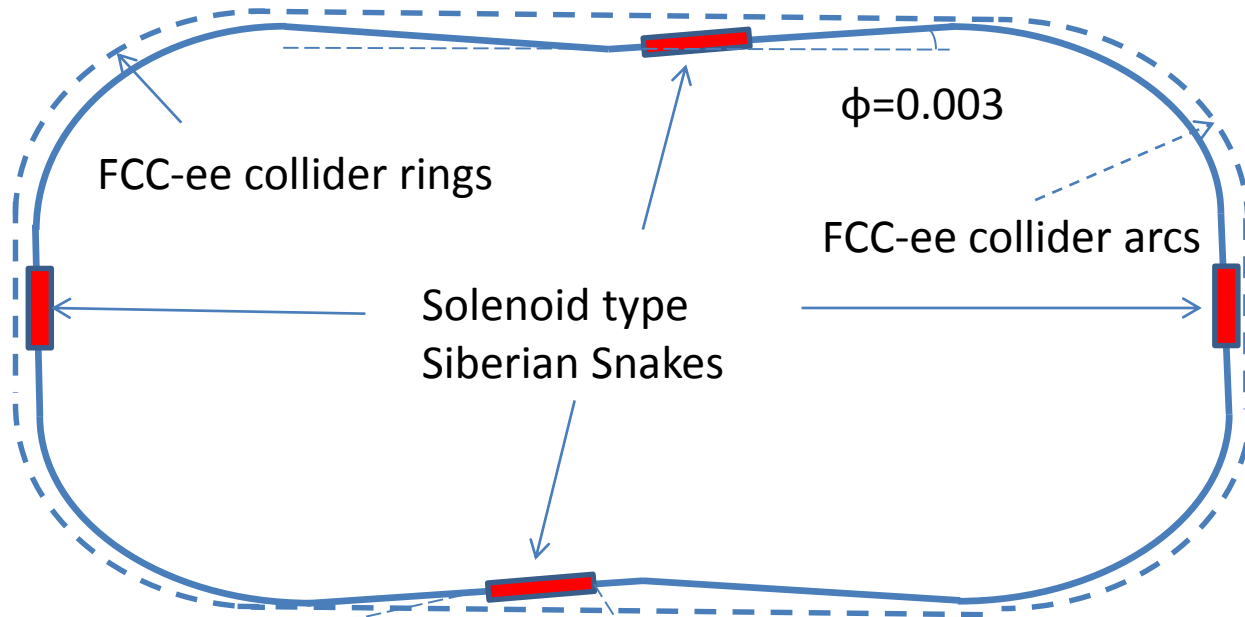 ϕ=0.003
FCC-ee collider rings
FCC-ee collider arcs
Solenoid type
Siberian Snakes